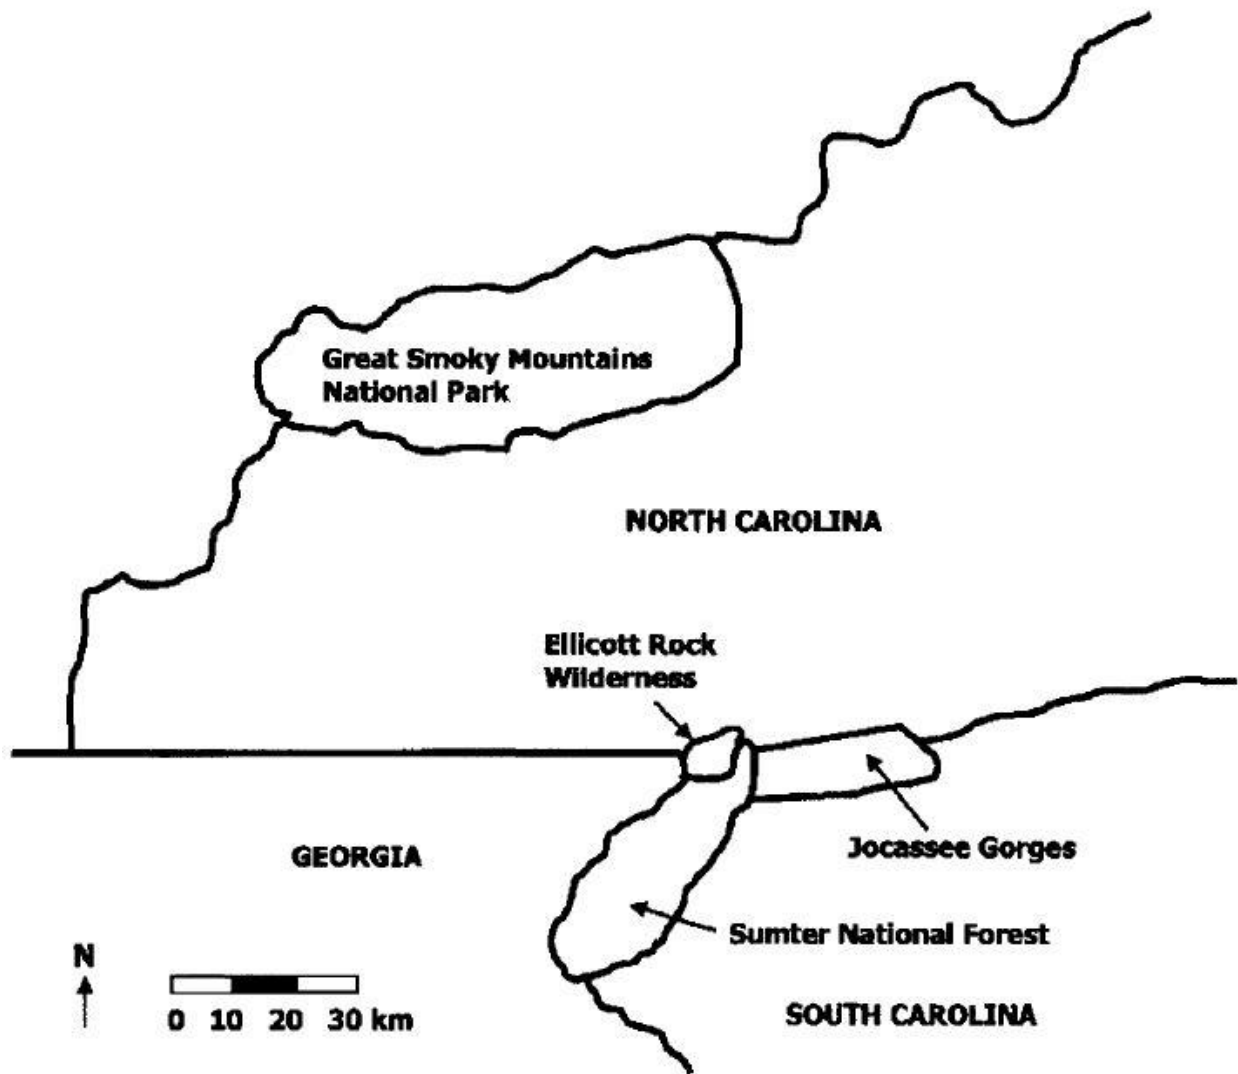 Great Smoky Mountains
National Park
NORTH CAROLINA
Ellicott Rock
Wilderness
Jocassee Gorges
GEORGIA
Sumter National Forest
N
0 10 20 30 km
SOUTH CAROLINA